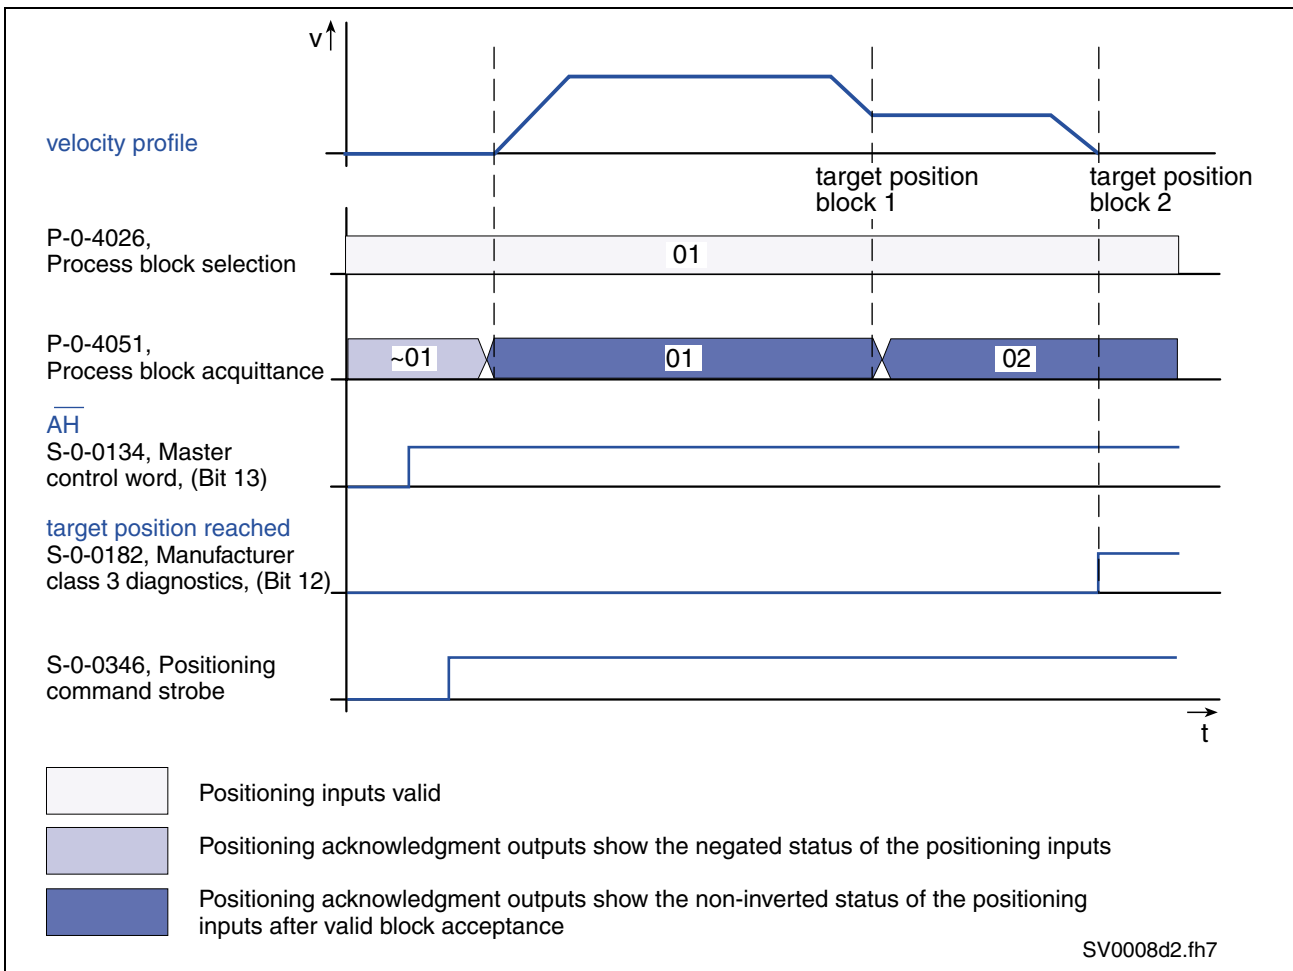 v
velocity profile
target position
block 1
target position
block 2
P-0-4026,
Process block selection
01
P-0-4051,
Process block acquittance
~01
01
02
AH
S-0-0134, Master
control word, (Bit 13)
target position reached
S-0-0182, Manufacturer
class 3 diagnostics, (Bit 12)
S-0-0346, Positioning
command strobe
t
Positioning inputs valid
Positioning acknowledgment outputs show the negated status of the positioning inputs
Positioning acknowledgment outputs show the non-inverted status of the positioning
inputs after valid block acceptance
SV0008d2.fh7